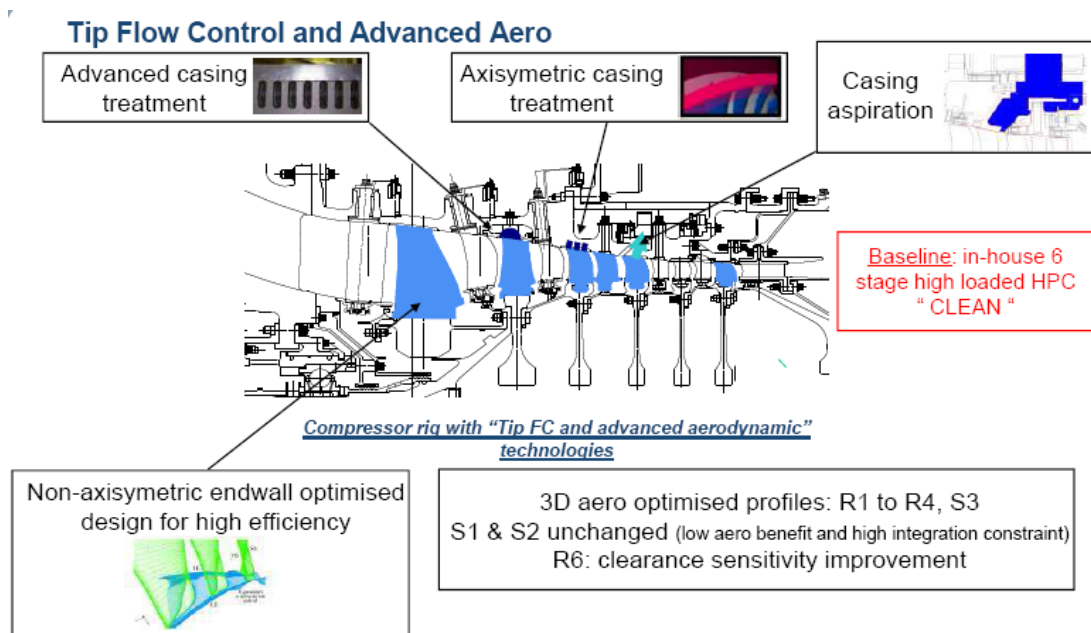 Tip Flow Control and Advanced Aero
Advanced casing
treatment
Axisymetric casing
treatment
Casing
aspiration
Baseline: in-house 6
stage high loaded HPC
“ CLEAN “
Compressor rig with “Tip FC and advanced aerodynamic”
technologies
Non-axisymetric endwall optimised
design for high efficiency
3D aero optimised profiles: R1 to R4, S3
S1 & S2 unchanged (low aero benefit and high integration constraint)
R6: clearance sensitivity improvement